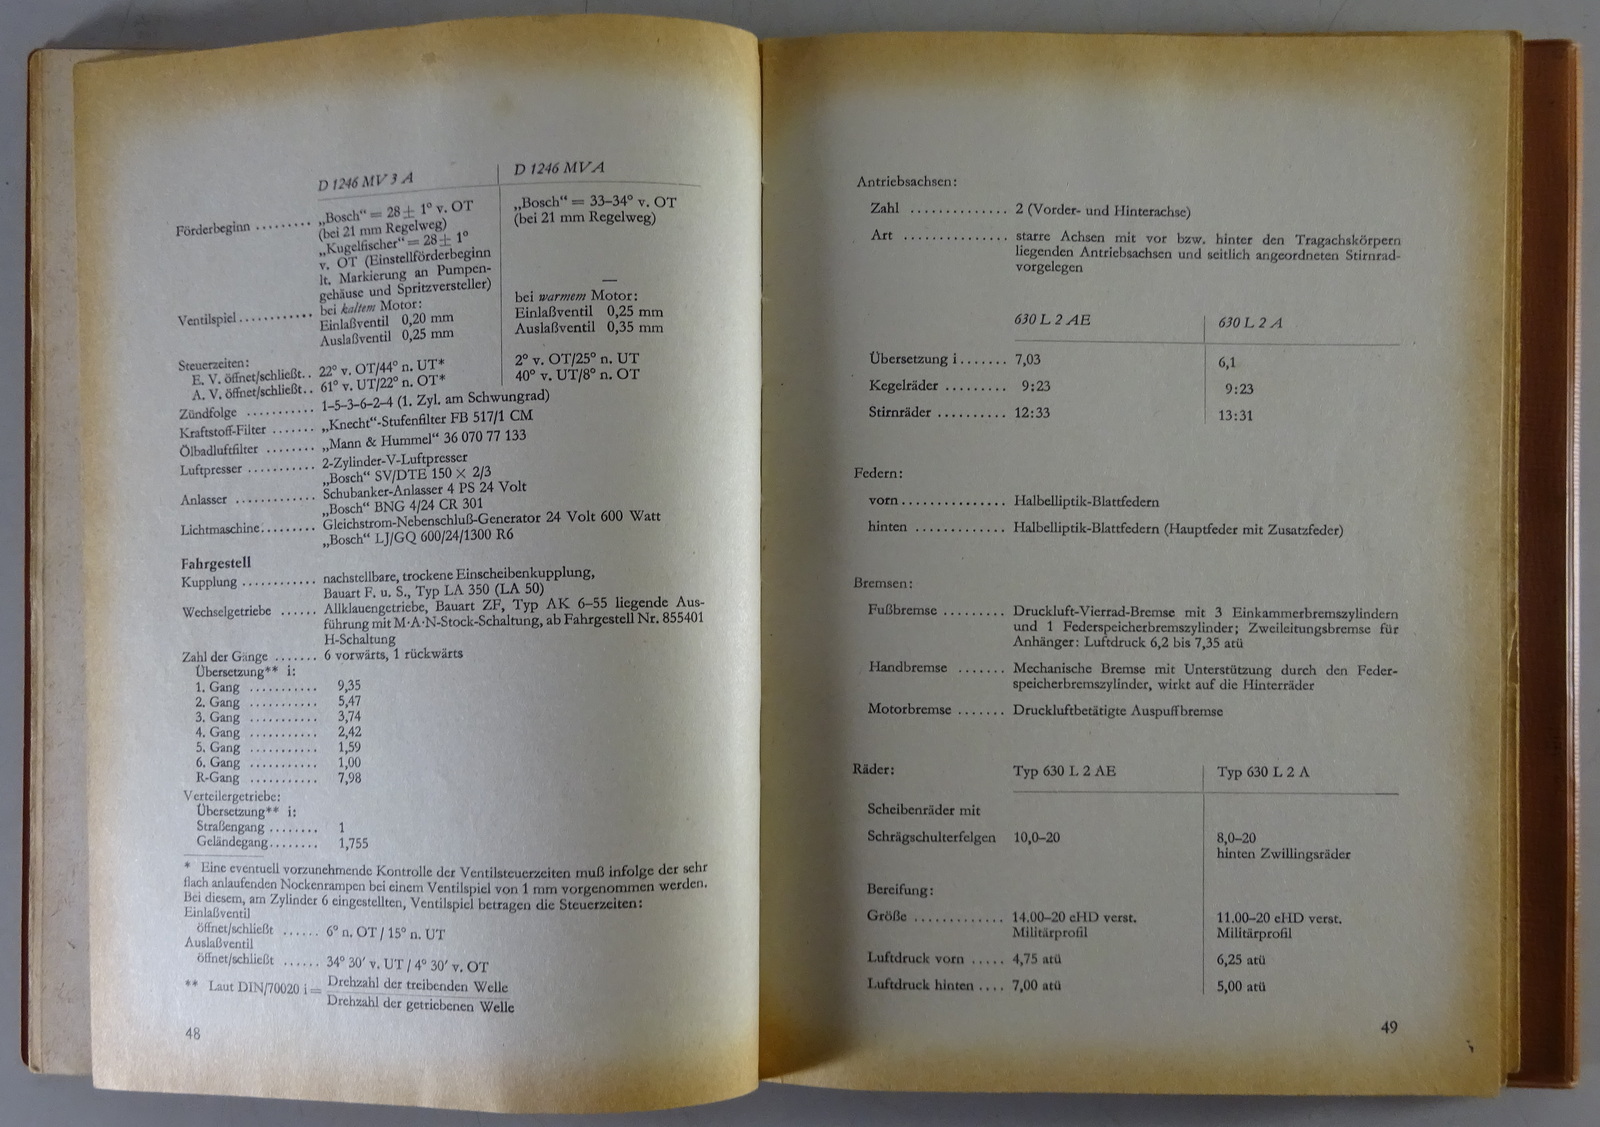 D 1246 MV 3 A | D 1246 MV A
Förderbeginn ......... „Bosch“ = 28 ± 1° v. OT | „Bosch“ = 33–34° v. OT
(bei 21 mm Regelweg) | (bei 21 mm Regelweg)
„Kugelfischer“ = 28 ± 1°
v. OT (Einstellförderbeginn
lt. Markierung an Pumpen-
gehäuse und Spritzversteller) | —
Ventilspiel ............ bei kaltem Motor: | bei warmem Motor:
Einlaßventil 0,20 mm | Einlaßventil 0,25 mm
Auslaßventil 0,25 mm | Auslaßventil 0,35 mm
Steuerzeiten:
E. V. öffnet/schließt.. 22° v. OT/44° n. UT* | 2° v. OT/25° n. UT
A. V. öffnet/schließt.. 61° v. UT/22° n. OT* | 40° v. UT/8° n. OT
Zündfolge .......... 1–5–3–6–2–4 (1. Zyl. am Schwungrad)
Kraftstoff-Filter ....... „Knecht“-Stufenfilter FB 517/1 CM
Ölbadluftfilter ........ „Mann & Hummel“ 36 070 77 133
Luftpresser .......... 2-Zylinder-V-Luftpresser
„Bosch“ SV/DTE 150 × 2/3
Anlasser ............ Schubanker-Anlasser 4 PS 24 Volt
„Bosch“ BNG 4/24 CR 301
Lichtmaschine......... Gleichstrom-Nebenschluß-Generator 24 Volt 600 Watt
„Bosch“ LJ/GQ 600/24/1300 R6
Fahrgestell
Kupplung ............ nachstellbare, trockene Einscheibenkupplung,
Bauart F. u. S., Typ LA 350 (LA 50)
Wechselgetriebe ...... Allklauengetriebe, Bauart ZF, Typ AK 6–55 liegende Aus-
führung mit M·A·N-Stock-Schaltung, ab Fahrgestell Nr. 855401
H-Schaltung
Zahl der Gänge ....... 6 vorwärts, 1 rückwärts
Übersetzung** i:
1. Gang ........... 9,35
2. Gang ........... 5,47
3. Gang ........... 3,74
4. Gang ........... 2,42
5. Gang ........... 1,59
6. Gang ........... 1,00
R-Gang ........... 7,98
Verteilergetriebe:
Übersetzung** i:
Straßengang ........ 1
Geländegang........ 1,755
* Eine eventuell vorzunehmende Kontrolle der Ventilsteuerzeiten muß infolge der sehr
flach anlaufenden Nockenrampen bei einem Ventilspiel von 1 mm vorgenommen werden.
Bei diesem, am Zylinder 6 eingestellten, Ventilspiel betragen die Steuerzeiten:
Einlaßventil
öffnet/schließt ...... 6° n. OT / 15° n. UT
Auslaßventil
öffnet/schließt ...... 34° 30′ v. UT / 4° 30′ v. OT
** Laut DIN/70020 i = Drehzahl der treibenden Welle
Drehzahl der getriebenen Welle
48
Antriebsachsen:
Zahl .............. 2 (Vorder- und Hinterachse)
Art ............... starre Achsen mit vor bzw. hinter den Tragachskörpern
liegenden Antriebsachsen und seitlich angeordneten Stirnrad-
vorgelegen
630 L 2 AE | 630 L 2 A
Übersetzung i....... 7,03 | 6,1
Kegelräder ......... 9:23 | 9:23
Stirnräder .......... 12:33 | 13:31
Federn:
vorn............... Halbelliptik-Blattfedern
hinten ............. Halbelliptik-Blattfedern (Hauptfeder mit Zusatzfeder)
Bremsen:
Fußbremse ......... Druckluft-Vierrad-Bremse mit 3 Einkammerbremszylindern
und 1 Federspeicherbremszylinder; Zweileitungsbremse für
Anhänger: Luftdruck 6,2 bis 7,35 atü
Handbremse ....... Mechanische Bremse mit Unterstützung durch den Feder-
speicherbremszylinder, wirkt auf die Hinterräder
Motorbremse ....... Druckluftbetätigte Auspuffbremse
Räder: Typ 630 L 2 AE | Typ 630 L 2 A
Scheibenräder mit
Schrägschulterfelgen 10,0–20 | 8,0–20
hinten Zwillingsräder
Bereifung:
Größe ............. 14.00–20 eHD verst. | 11.00–20 eHD verst.
Militärprofil | Militärprofil
Luftdruck vorn ..... 4,75 atü | 6,25 atü
Luftdruck hinten .... 7,00 atü | 5,00 atü
49